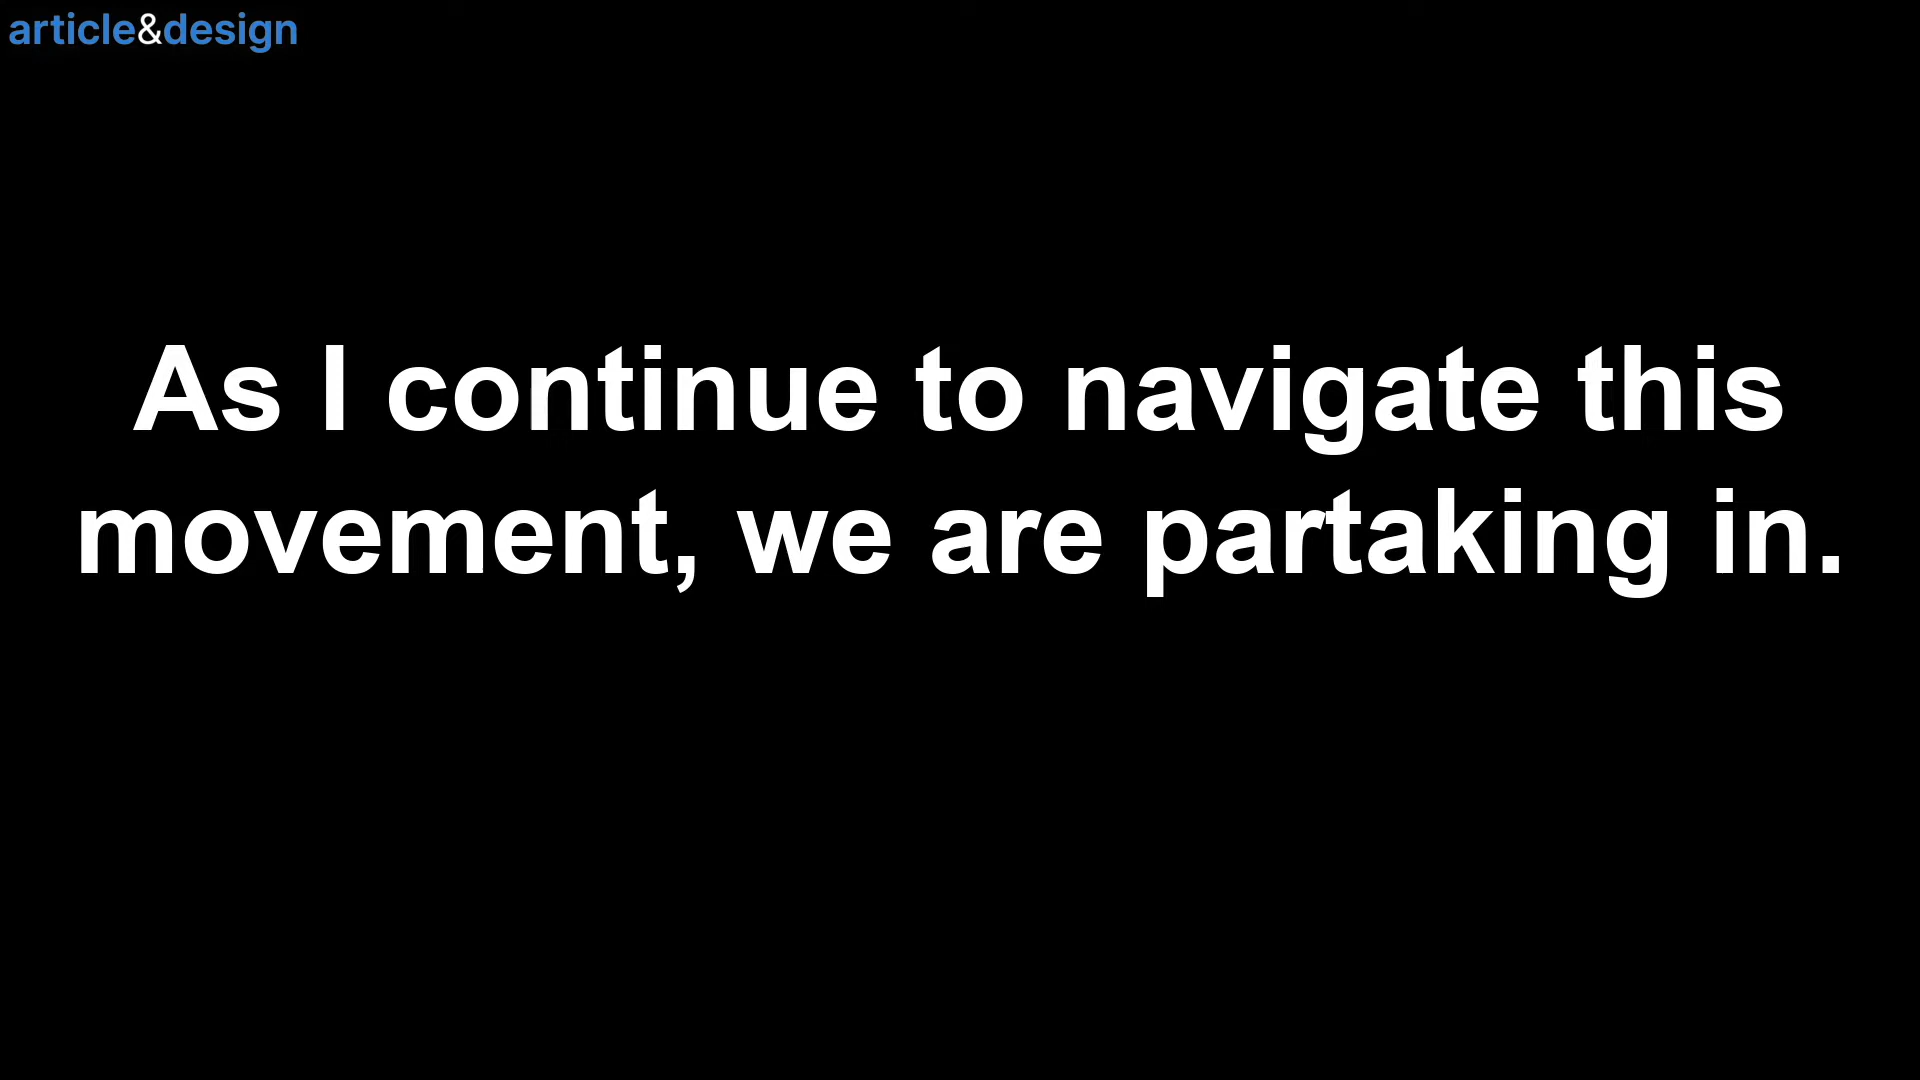 article&design
As I continue to navigate this
movement, we are partaking in.